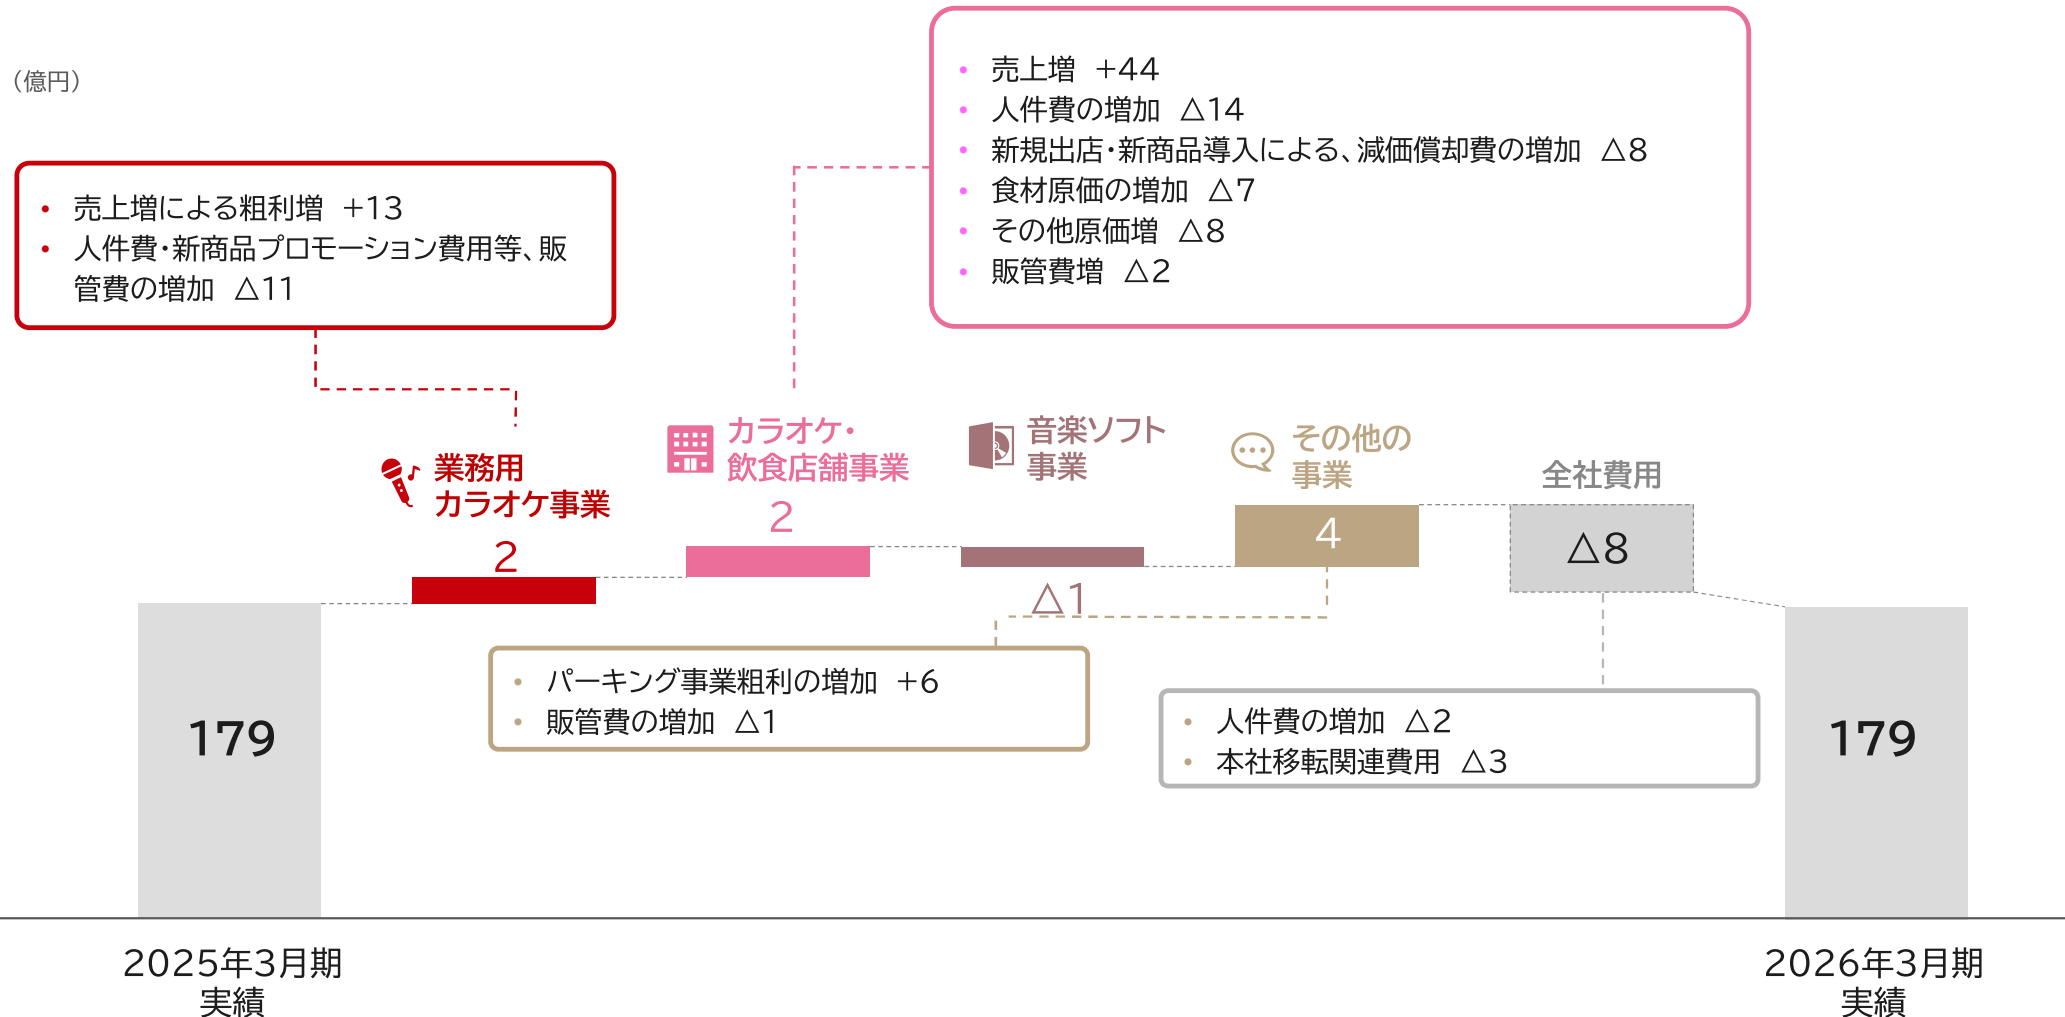 （億円）
• 売上増　+44
• 人件費の増加　△14
• 新規出店・新商品導入による、減価償却費の増加　△8
• 食材原価の増加　△7
• その他原価増　△8
• 販管費増　△2
• 売上増による粗利増　+13
• 人件費・新商品プロモーション費用等、販
管費の増加　△11
業務用
カラオケ事業
2
カラオケ・
飲食店舗事業
2
音楽ソフト
事業
△1
その他の
事業
4
全社費用
△8
• パーキング事業粗利の増加　+6
• 販管費の増加　△1
• 人件費の増加　△2
• 本社移転関連費用　△3
179
179
2025年3月期
実績
2026年3月期
実績